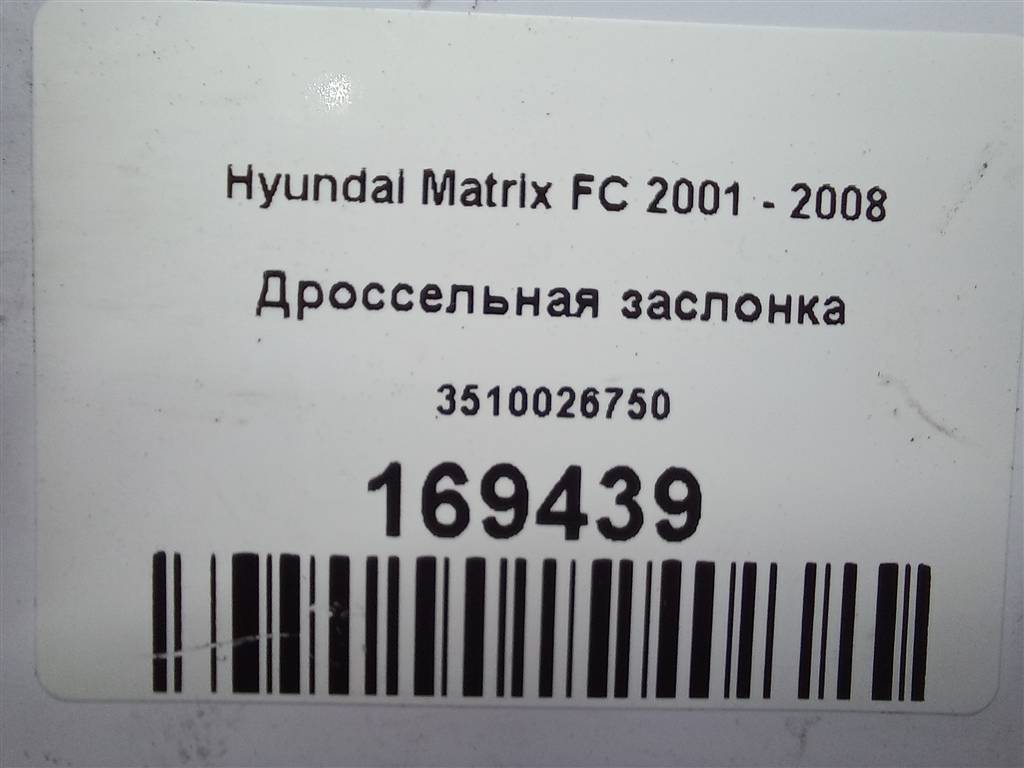 Hyundai Matrix FC 2001 - 2008
Дроссельная заслонка
3510026750
169439